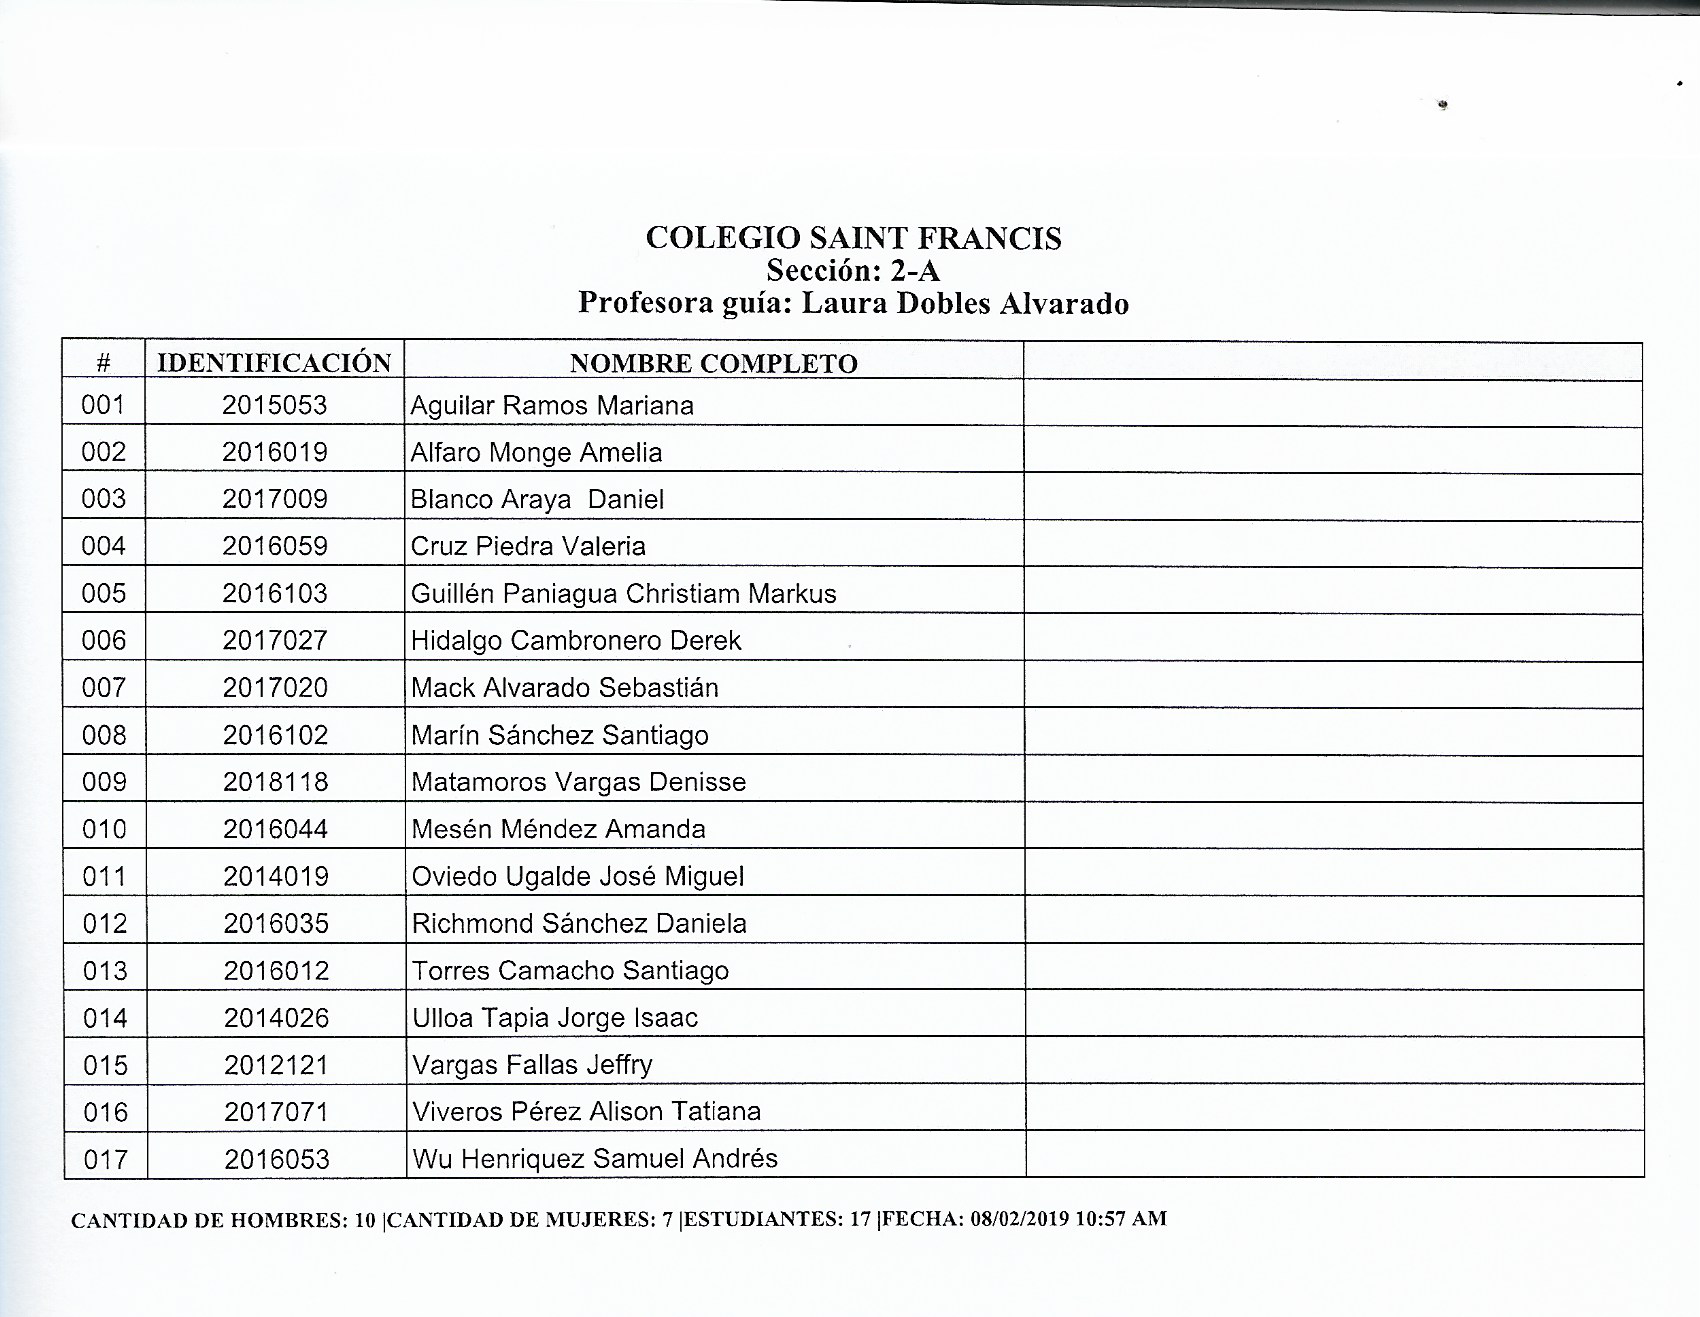 COLEGIO SAINT FRANCIS
Sección: 2-A
Profesora guía: Laura Dobles Alvarado
# IDENTIFICACIÓN NOMBRE COMPLETO
001 2015053 Aguilar Ramos Mariana
002 2016019 Alfaro Monge Amelia
003 2017009 Blanco Araya  Daniel
004 2016059 Cruz Piedra Valeria
005 2016103 Guillén Paniagua Christiam Markus
006 2017027 Hidalgo Cambronero Derek
007 2017020 Mack Alvarado Sebastián
008 2016102 Marín Sánchez Santiago
009 2018118 Matamoros Vargas Denisse
010 2016044 Mesén Méndez Amanda
011 2014019 Oviedo Ugalde José Miguel
012 2016035 Richmond Sánchez Daniela
013 2016012 Torres Camacho Santiago
014 2014026 Ulloa Tapia Jorge Isaac
015 2012121 Vargas Fallas Jeffry
016 2017071 Viveros Pérez Alison Tatiana
017 2016053 Wu Henriquez Samuel Andrés
CANTIDAD DE HOMBRES: 10 |CANTIDAD DE MUJERES: 7 |ESTUDIANTES: 17 |FECHA: 08/02/2019 10:57 AM